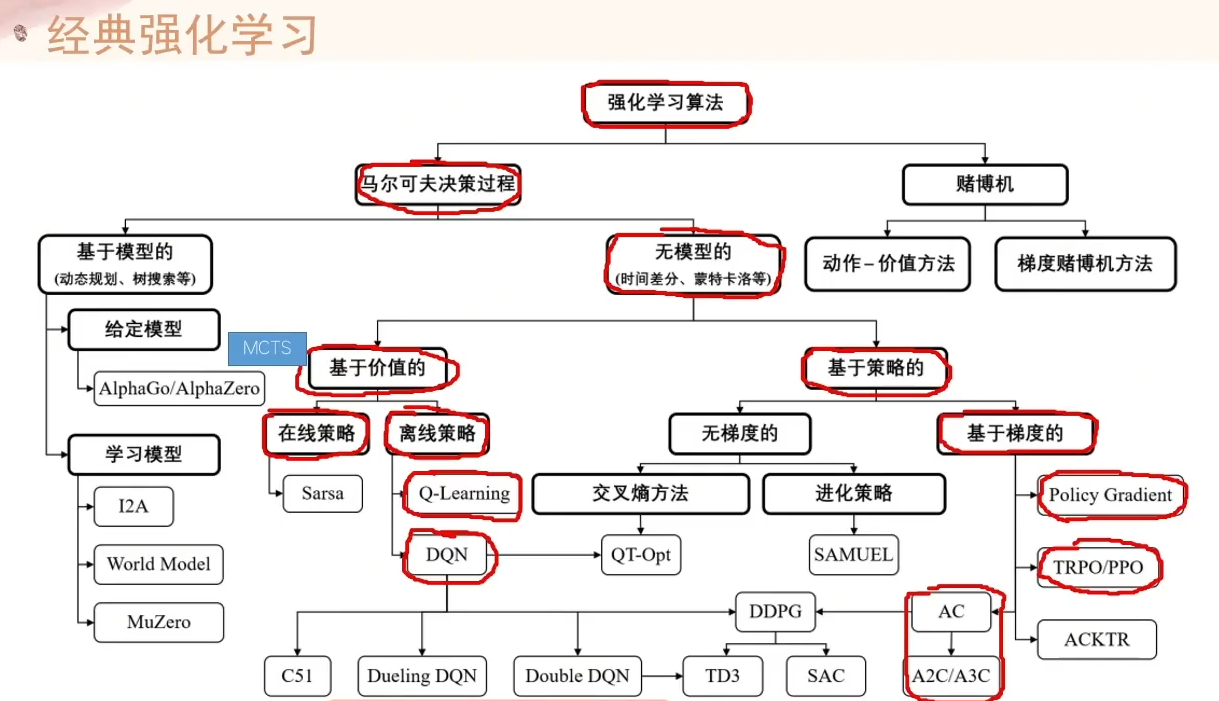 经典强化学习
强化学习算法
马尔可夫决策过程
赌博机
基于模型的
(动态规划、树搜索等)
无模型的
(时间差分、蒙特卡洛等)
动作-价值方法
梯度赌博机方法
给定模型
MCTS
基于价值的
基于策略的
AlphaGo/AlphaZero
在线策略
离线策略
无梯度的
基于梯度的
学习模型
Sarsa
Q-Learning
交叉熵方法
进化策略
Policy Gradient
I2A
DQN
QT-Opt
SAMUEL
World Model
TRPO/PPO
MuZero
DDPG
AC
ACKTR
C51
Dueling DQN
Double DQN
TD3
SAC
A2C/A3C